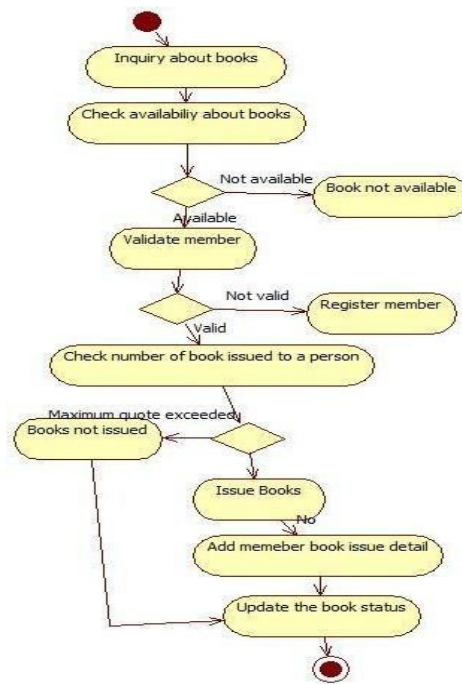 Inquiry about books
Check availabiliy about books
Not available
Book not available
Available
Validate member
Not valid
Register member
Valid
Check number of book issued to a person
Maximum quote exceeded
Books not issued
Issue Books
No
Add memeber book issue detail
Update the book status